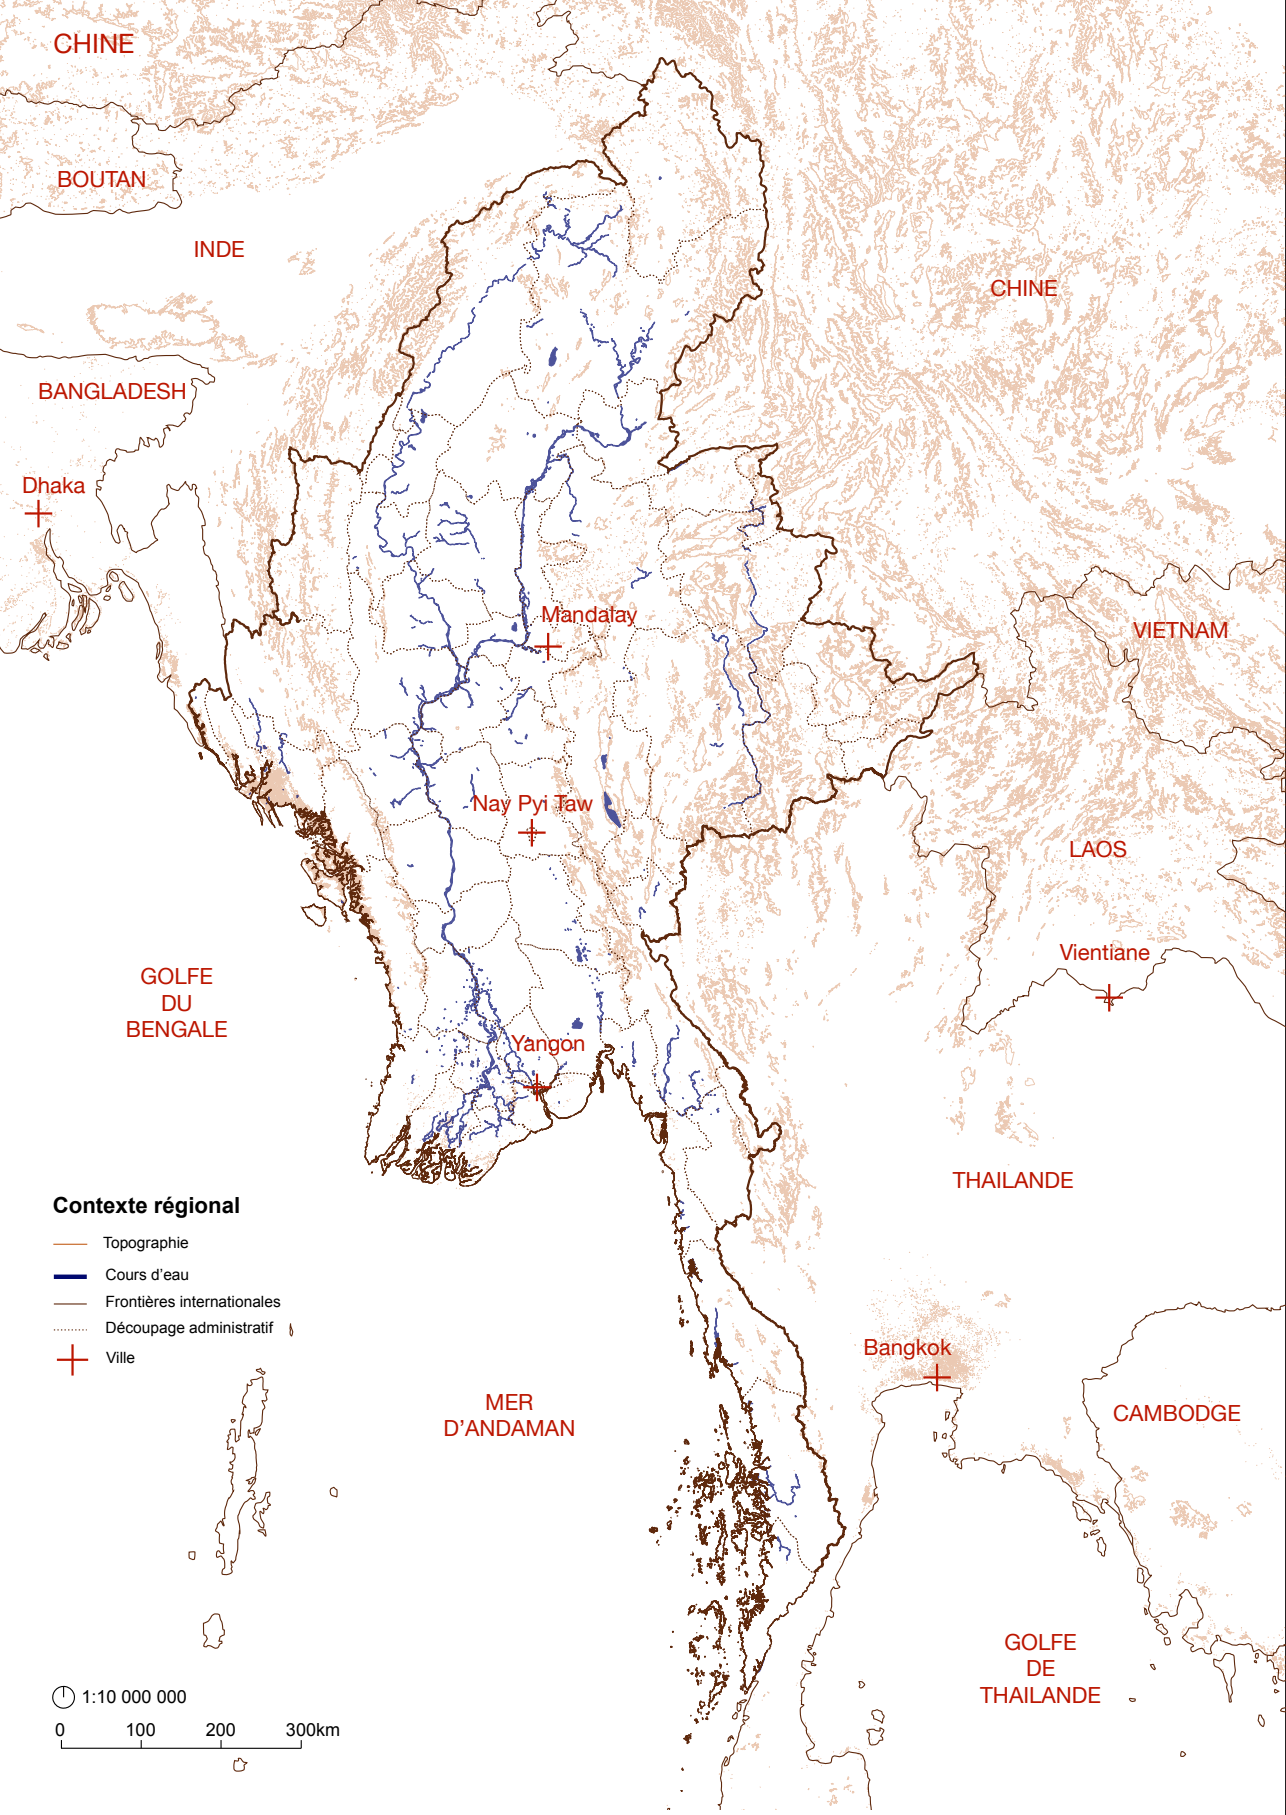 CHINE
BOUTAN
INDE
CHINE
BANGLADESH
Dhaka
Mandalay
VIETNAM
Nay Pyi Taw
LAOS
Vientiane
GOLFE
DU
BENGALE
Yangon
THAILANDE
Contexte régional
Topographie
Cours d'eau
Frontières internationales
Découpage administratif
Ville
Bangkok
MER
D'ANDAMAN
CAMBODGE
GOLFE
DE
THAILANDE
1:10 000 000
0 100 200 300km